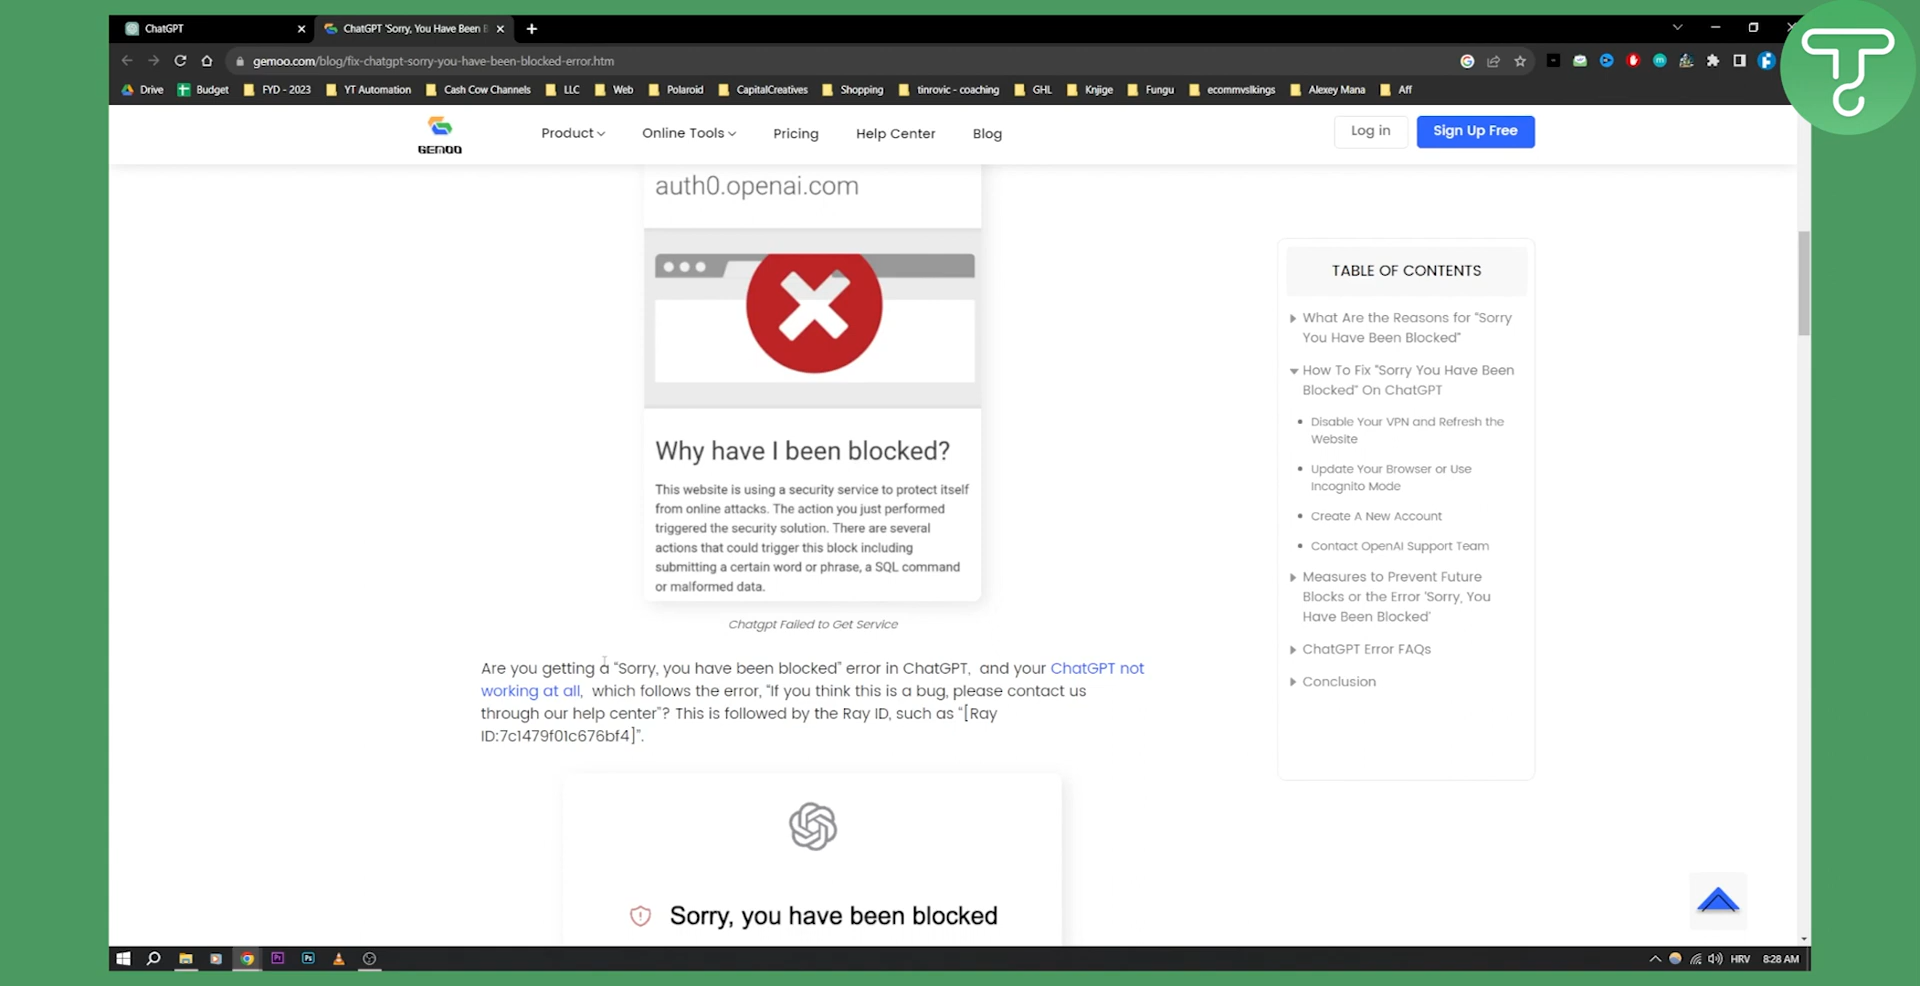 ChatGPT
ChatGPT 'Sorry, You Have Been B
gemoo.com/blog/fix-chatgpt-sorry-you-have-been-blocked-error.htm
Drive Budget FYD - 2023 YT Automation Cash Cow Channels LLC Web Polaroid CapitalCreatives Shopping tinrovic - coaching GHL Knjige Fungu ecommvslkings Alexey Mana Aff
GEMOO
Product Online Tools Pricing Help Center Blog
Log in Sign Up Free
auth0.openai.com
Why have I been blocked?
This website is using a security service to protect itself
from online attacks. The action you just performed
triggered the security solution. There are several
actions that could trigger this block including
submitting a certain word or phrase, a SQL command
or malformed data.
Chatgpt Failed to Get Service
Are you getting a “Sorry, you have been blocked” error in ChatGPT, and your ChatGPT not
working at all, which follows the error, “If you think this is a bug, please contact us
through our help center”? This is followed by the Ray ID, such as “[Ray
ID:7c1479f01c676bf4]”.
Sorry, you have been blocked
TABLE OF CONTENTS
What Are the Reasons for “Sorry
You Have Been Blocked”
How To Fix “Sorry You Have Been
Blocked” On ChatGPT
Disable Your VPN and Refresh the
Website
Update Your Browser or Use
Incognito Mode
Create A New Account
Contact OpenAI Support Team
Measures to Prevent Future
Blocks or the Error ‘Sorry, You
Have Been Blocked’
ChatGPT Error FAQs
Conclusion
HRV 8:28 AM